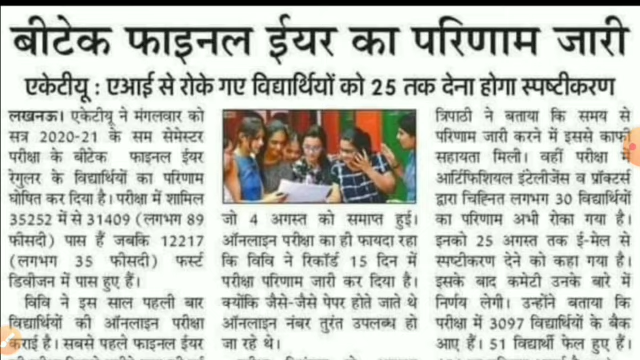 बीटेक फाइनल ईयर का परिणाम जारी
एकेटीयू : एआई से रोके गए विद्यार्थियों को 25 तक देना होगा स्पष्टीकरण
लखनऊ। एकेटीयू ने मंगलवार को
सत्र 2020-21 के सम सेमेस्टर
परीक्षा के बीटेक फाइनल ईयर
रेगुलर के विद्यार्थियों का परिणाम
घोषित कर दिया है। परीक्षा में शामिल
35252 में से 31409 (लगभग 89
फीसदी) पास हैं जबकि 12217
(लगभग 35 फीसदी) फर्स्ट
डिवीजन में पास हुए हैं।
विवि ने इस साल पहली बार
विद्यार्थियों की ऑनलाइन परीक्षा
कराई है। सबसे पहले फाइनल ईयर
जो 4 अगस्त को समाप्त हुई।
ऑनलाइन परीक्षा का ही फायदा रहा
कि विवि ने रिकॉर्ड 15 दिन में
परीक्षा परिणाम जारी कर दिया है।
क्योंकि जैसे-जैसे पेपर होते जाते थे
ऑनलाइन नंबर तुरंत उपलब्ध हो
जा रहे थे।
त्रिपाठी ने बताया कि समय से
परिणाम जारी करने में इससे काफी
सहायता मिली। वहीं परीक्षा में
आर्टिफिशियल इंटेलीजेंस व प्रॉक्टर्स
द्वारा चिह्नित लगभग 30 विद्यार्थियों
का परिणाम अभी रोका गया है।
इनको 25 अगस्त तक ई-मेल से
स्पष्टीकरण देने को कहा गया है।
इसके बाद कमेटी उनके बारे में
निर्णय लेगी। उन्होंने बताया कि
परीक्षा में 3097 विद्यार्थियों के बैक
आए हैं। 51 विद्यार्थी फेल हुए हैं।